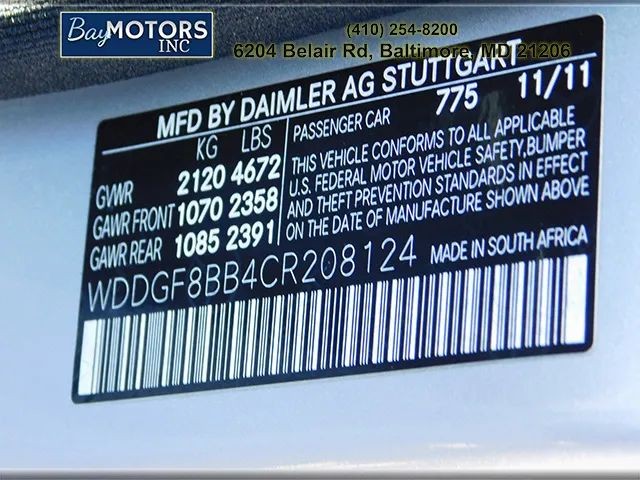 Bay MOTORS
INC
(410) 254-8200
6204 Belair Rd, Baltimore, MD 21206
MFD BY DAIMLER AG STUTTGART
KG LBS
GVWR 2120 4672
GAWR FRONT 1070 2358
GAWR REAR 1085 2391
PASSENGER CAR 775 11/11
THIS VEHICLE CONFORMS TO ALL APPLICABLE
U.S. FEDERAL MOTOR VEHICLE SAFETY, BUMPER
AND THEFT PREVENTION STANDARDS IN EFFECT
ON THE DATE OF MANUFACTURE SHOWN ABOVE
WDDGF8BB4CR208124 MADE IN SOUTH AFRICA